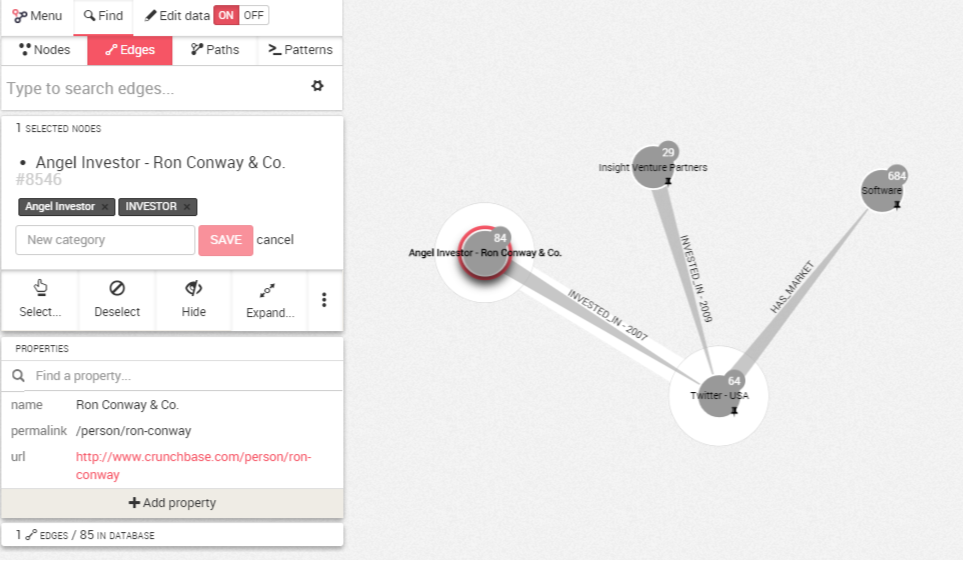 Menu Find Edit data ON OFF
Nodes Edges Paths Patterns
Type to search edges...
1 SELECTED NODES
• Angel Investor - Ron Conway & Co.
#8546
Angel Investor × INVESTOR ×
New category SAVE cancel
Select... Deselect Hide Expand...
PROPERTIES
Find a property...
name Ron Conway & Co.
permalink /person/ron-conway
url http://www.crunchbase.com/person/ron-
conway
+ Add property
1 EDGES / 85 IN DATABASE
29
Insight Venture Partners
684
Software
84
Angel Investor - Ron Conway & Co.
INVESTED_IN - 2007
INVESTED_IN - 2009
HAS_MARKET
64
Twitter - USA